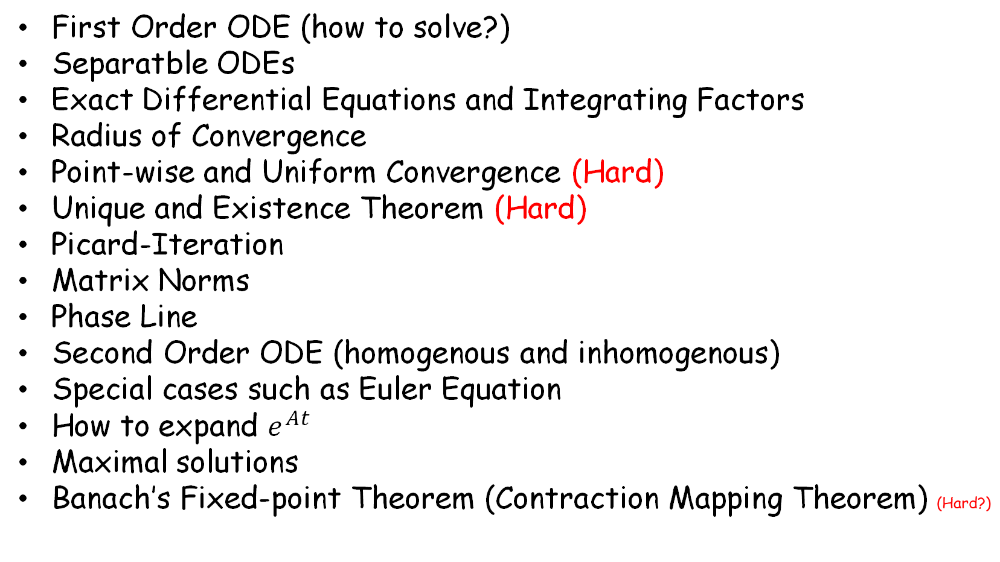 • First Order ODE (how to solve?)
• Separatble ODEs
• Exact Differential Equations and Integrating Factors
• Radius of Convergence
• Point-wise and Uniform Convergence (Hard)
• Unique and Existence Theorem (Hard)
• Picard-Iteration
• Matrix Norms
• Phase Line
• Second Order ODE (homogenous and inhomogenous)
• Special cases such as Euler Equation
• How to expand $e^{At}$
• Maximal solutions
• Banach's Fixed-point Theorem (Contraction Mapping Theorem) (Hard?)